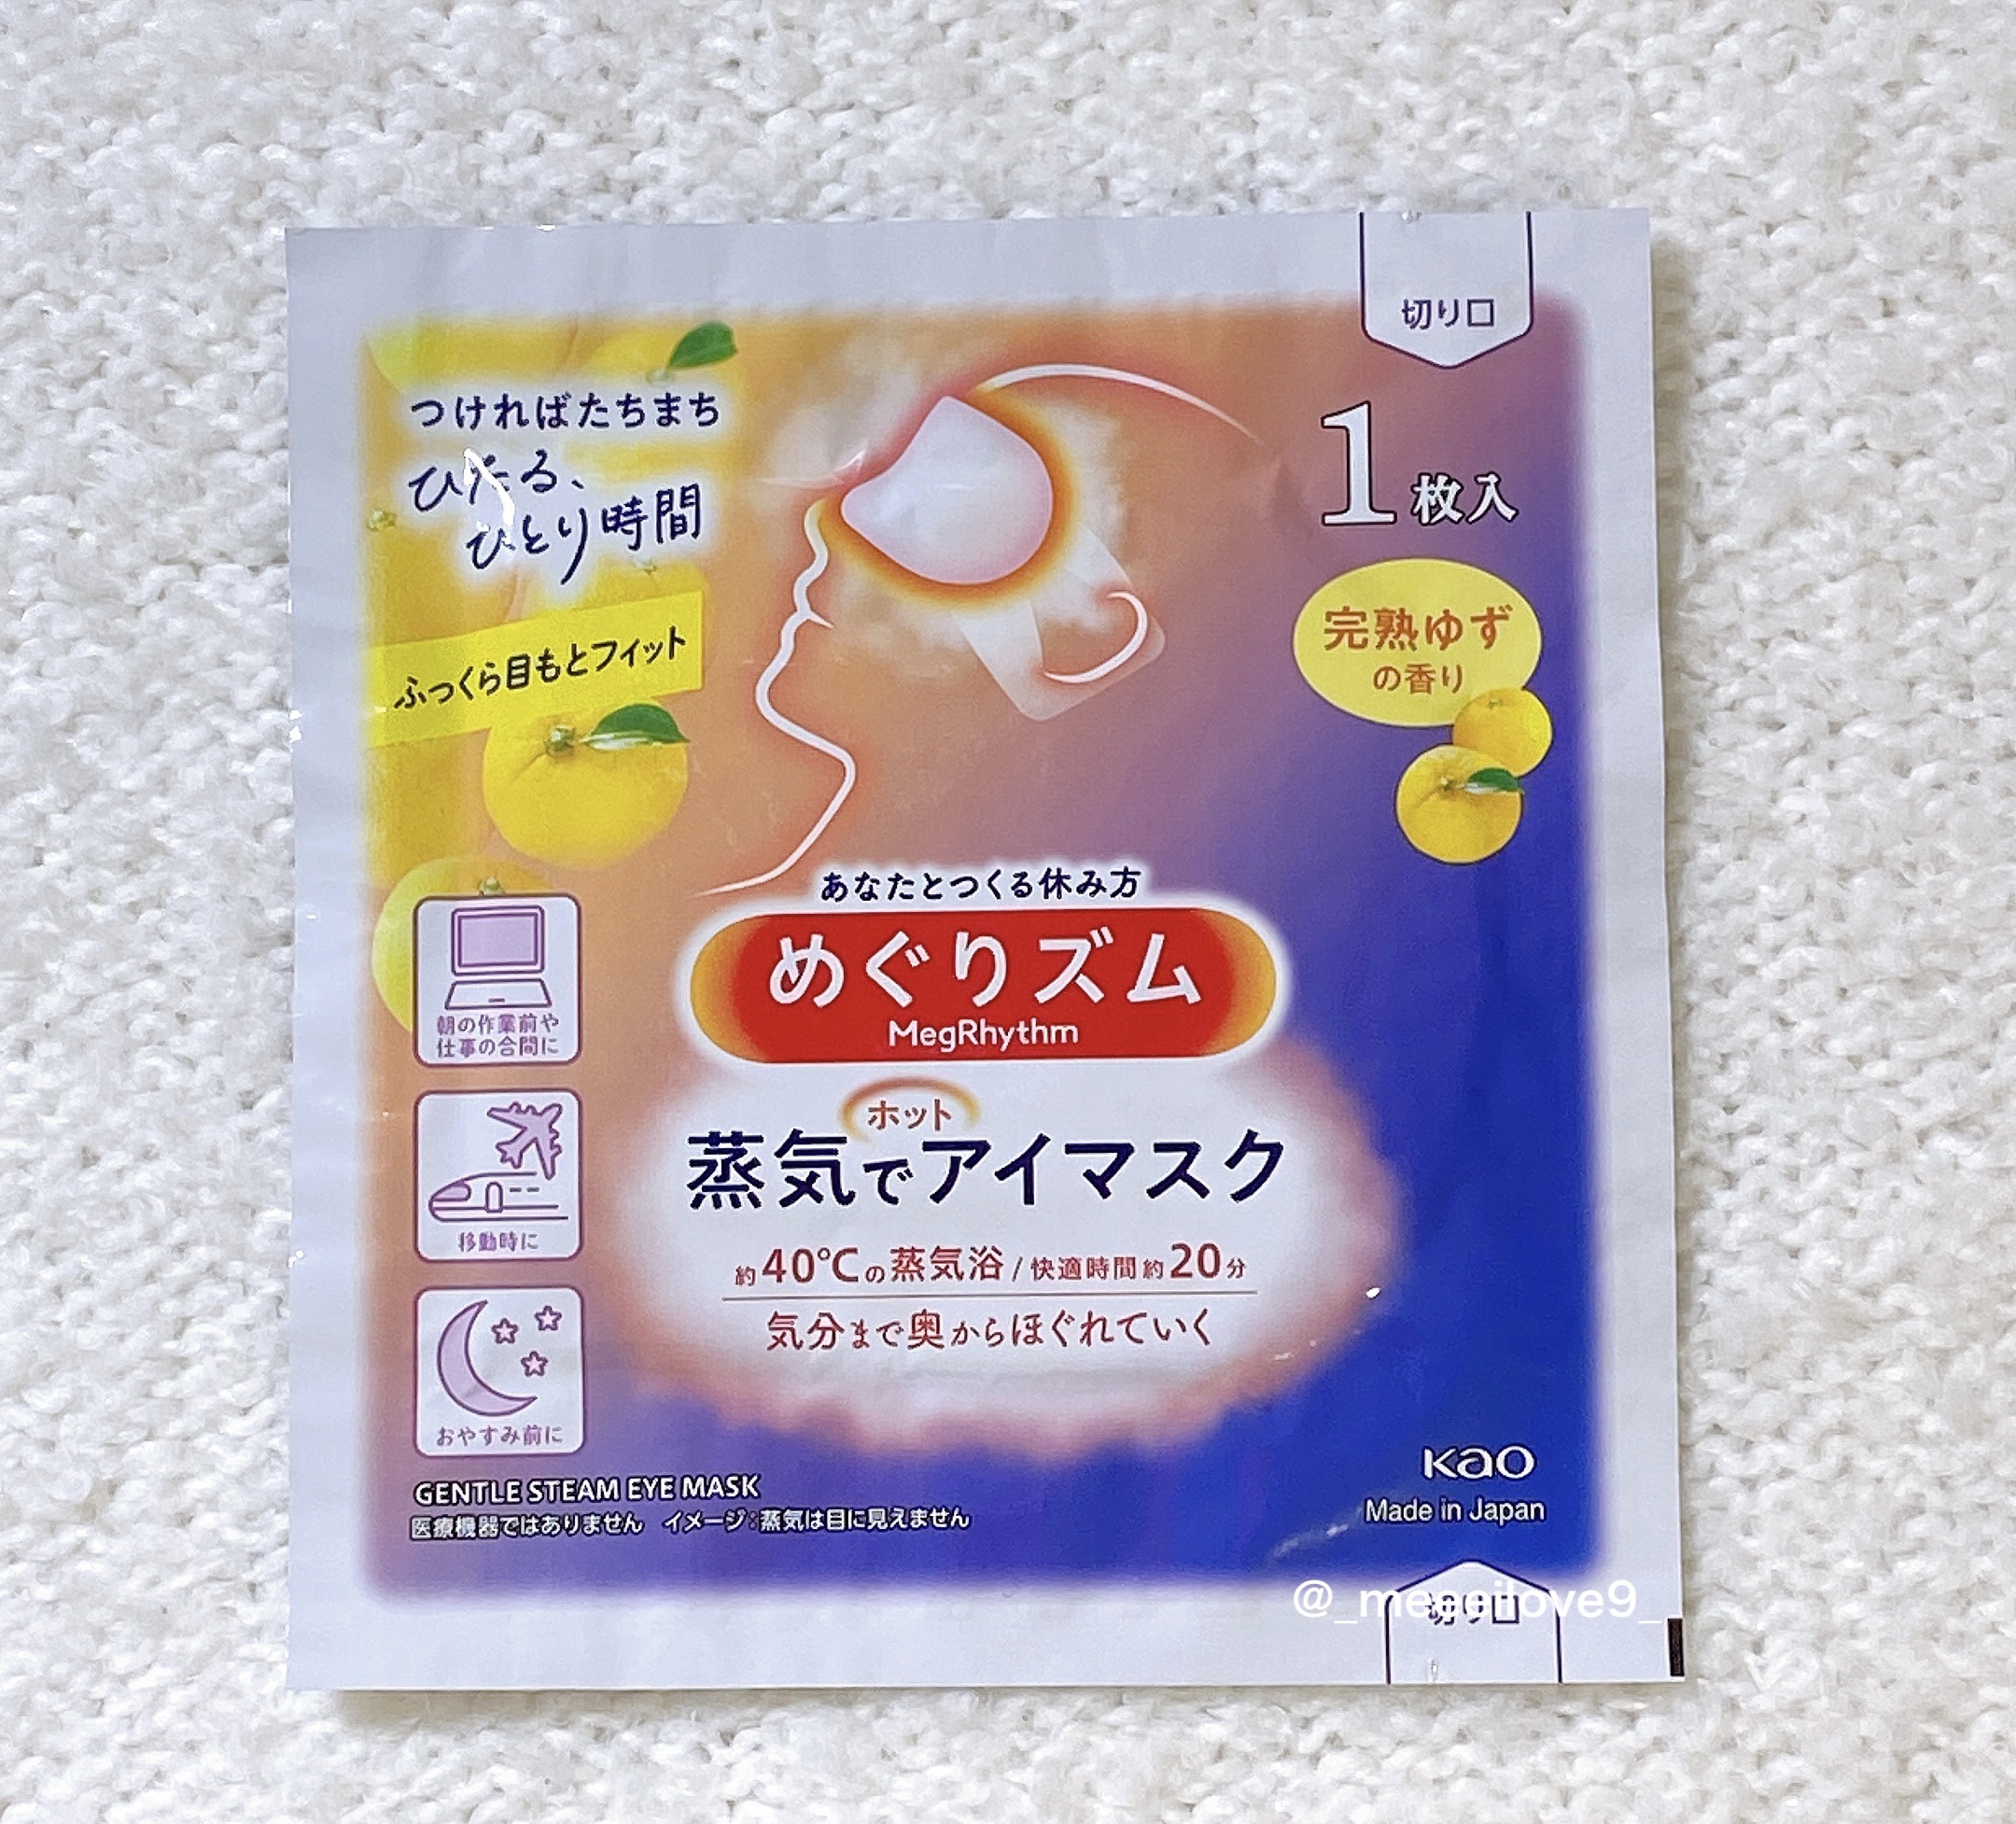 切り口
つければたちまち
ひたる、
ひとり時間
1枚入
ふっくら目もとフィット
完熟ゆず
の香り
あなたとつくる休み方
めぐりズム
MegRhythm
朝の作業前や
仕事の合間に
ホット
蒸気でアイマスク
移動時に
約40℃の蒸気浴/快適時間約20分
気分まで奥からほぐれていく
おやすみ前に
Kao
GENTLE STEAM EYE MASK
Made in Japan
医療機器ではありません イメージ:蒸気は目に見えません
切り口